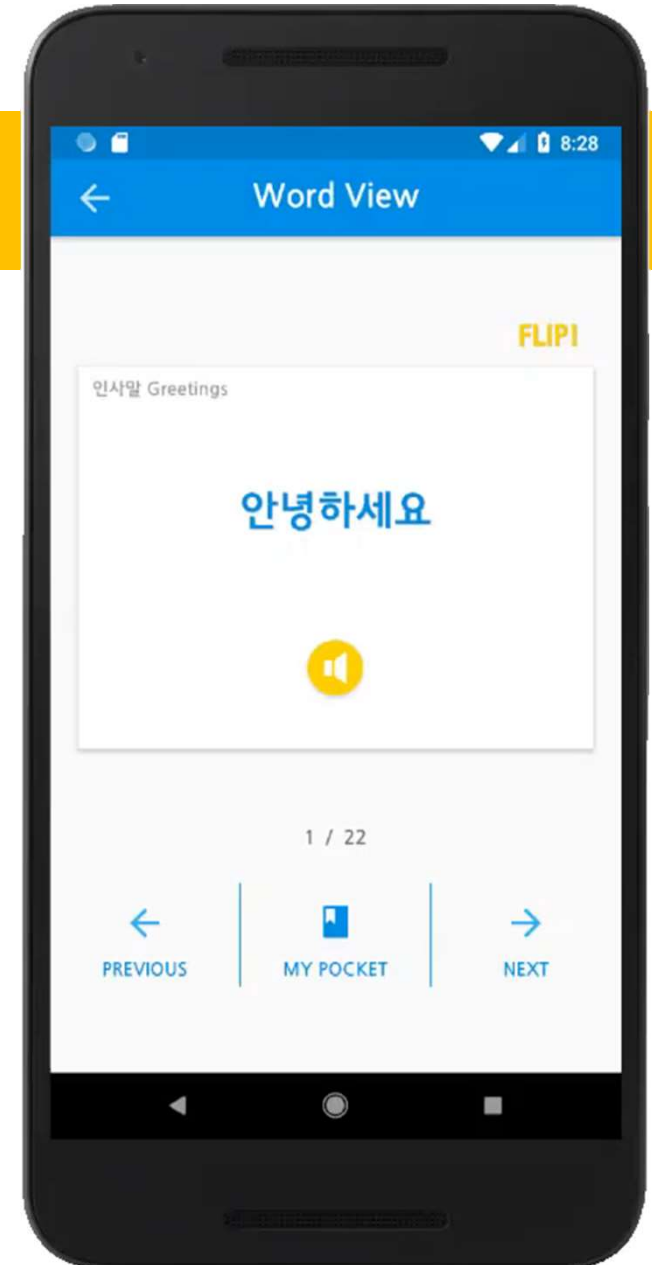 8:28
Word View
FLIP!
인사말 Greetings
안녕하세요
1 / 22
PREVIOUS
MY POCKET
NEXT